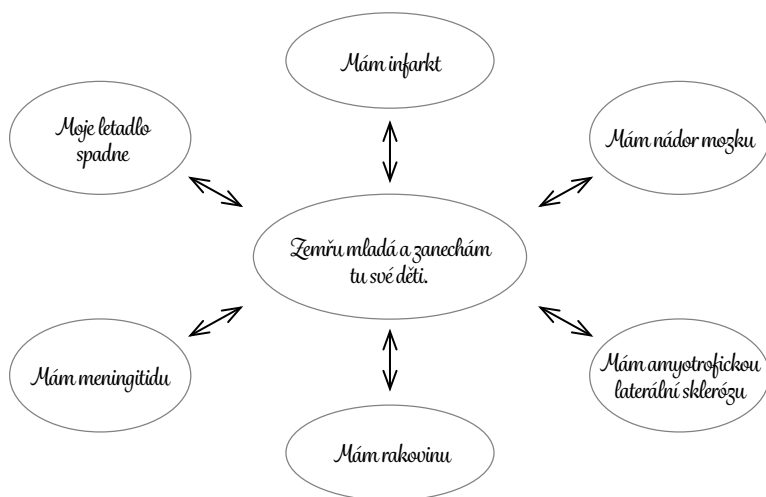 Mám infarkt
Moje letadlo
spadne
Mám nádor mozku
Zemřu mladá a zanechám
tu své děti.
Mám meningitidu
Mám amyotrofickou
laterální sklerózu
Mám rakovinu